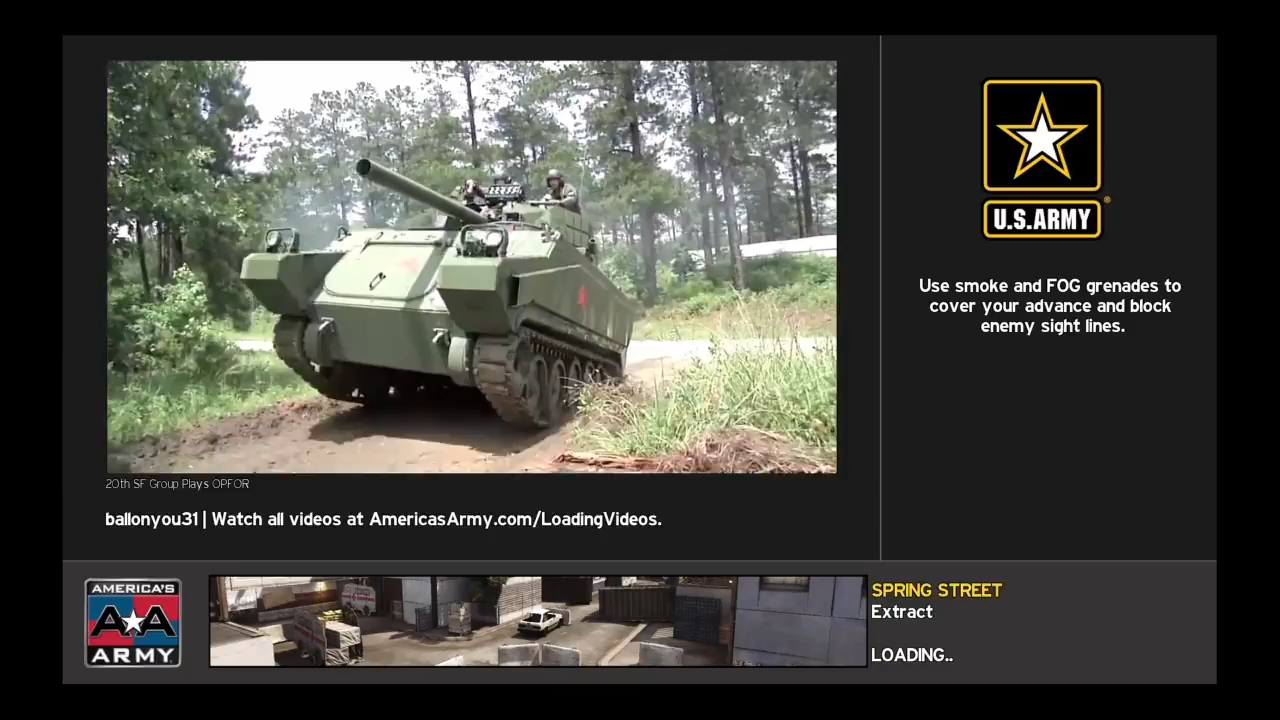 U.S.ARMY
Use smoke and FOG grenades to
cover your advance and block
enemy sight lines.
20th SF Group Plays OPFOR
ballonyou31 | Watch all videos at AmericasArmy.com/LoadingVideos.
AMERICA'S
AA
ARMY
SPRING STREET
Extract
LOADING..